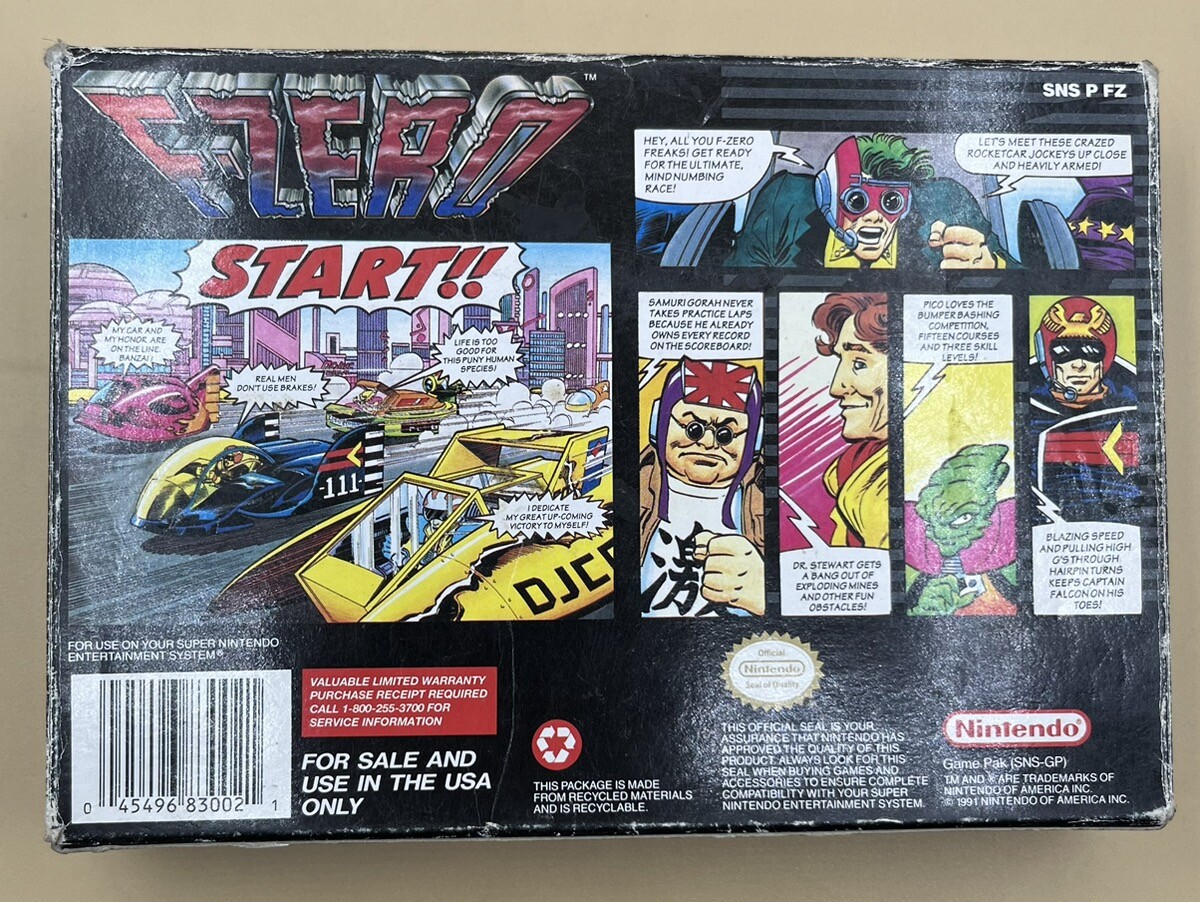 F-ZERO™
SNS P FZ
HEY, ALL YOU F-ZERO
FREAKS! GET READY
FOR THE ULTIMATE,
MIND NUMBING
RACE!
LET'S MEET THESE CRAZED
ROCKETCAR JOCKEYS UP CLOSE
AND HEAVILY ARMED!
START!!
MY CAR AND
MY HONOR ARE
ON THE LINE.
BANZAI!
REAL MEN
DON'T USE BRAKES!
LIFE IS TOO
GOOD FOR
THIS PUNY HUMAN
SPECIES!
111
I DEDICATE
MY GREAT UP-COMING
VICTORY TO MYSELF!
DJC
SAMURI GORAH NEVER
TAKES PRACTICE LAPS
BECAUSE HE ALREADY
OWNS EVERY RECORD
ON THE SCOREBOARD!
激
DR. STEWART GETS
A BANG OUT OF
EXPLODING MINES
AND OTHER FUN
OBSTACLES!
PICO LOVES THE
BUMPER BASHING
COMPETITION,
FIFTEEN COURSES
AND THREE SKILL
LEVELS!
BLAZING SPEED
AND PULLING HIGH
G'S THROUGH
HAIRPIN TURNS
KEEPS CAPTAIN
FALCON ON HIS
TOES!
FOR USE ON YOUR SUPER NINTENDO
ENTERTAINMENT SYSTEM®
0 45496 83002 1
VALUABLE LIMITED WARRANTY
PURCHASE RECEIPT REQUIRED
CALL 1-800-255-3700 FOR
SERVICE INFORMATION
FOR SALE AND
USE IN THE USA
ONLY
THIS PACKAGE IS MADE
FROM RECYCLED MATERIALS
AND IS RECYCLABLE.
Official
Nintendo
Seal of Quality
THIS OFFICIAL SEAL IS YOUR
ASSURANCE THAT NINTENDO HAS
APPROVED THE QUALITY OF THIS
PRODUCT. ALWAYS LOOK FOR THIS
SEAL WHEN BUYING GAMES AND
ACCESSORIES TO ENSURE COMPLETE
COMPATIBILITY WITH YOUR SUPER
NINTENDO ENTERTAINMENT SYSTEM.
Nintendo®
Game Pak (SNS-GP)
TM AND ® ARE TRADEMARKS OF
NINTENDO OF AMERICA INC.
© 1991 NINTENDO OF AMERICA INC.